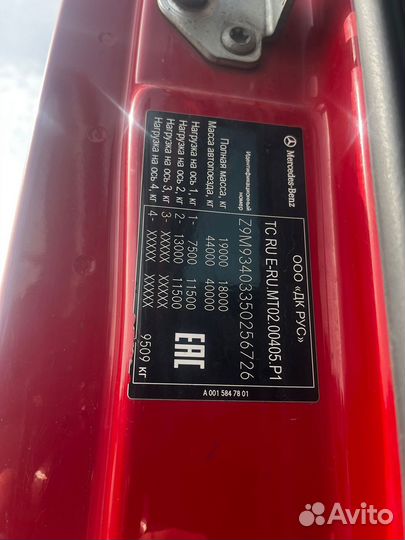 Mercedes-Benz
ООО «ДК РУС»
ТС RU E-RU.МТ02.00405.Р1
Идентификационный номер
Z9M93403350256726
Полная масса, кг 19000 18000
Масса автопоезда, кг 44000 40000
Нагрузка на ось 1, кг 1- 7500 11500
Нагрузка на ось 2, кг 2- 13000 11500
Нагрузка на ось 3, кг 3- XXXXX XXXXX
Нагрузка на ось 4, кг 4- XXXXX XXXXX
EAC
9509 кг
A 001 584 78 01
Avito